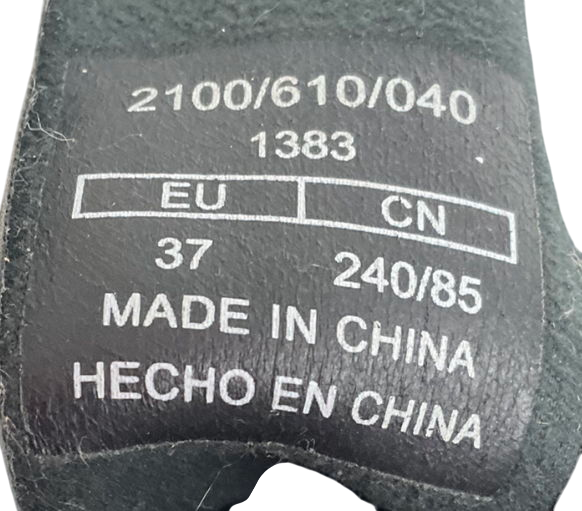 2100/610/040
1383
EU CN
37 240/85
MADE IN CHINA
HECHO EN CHINA